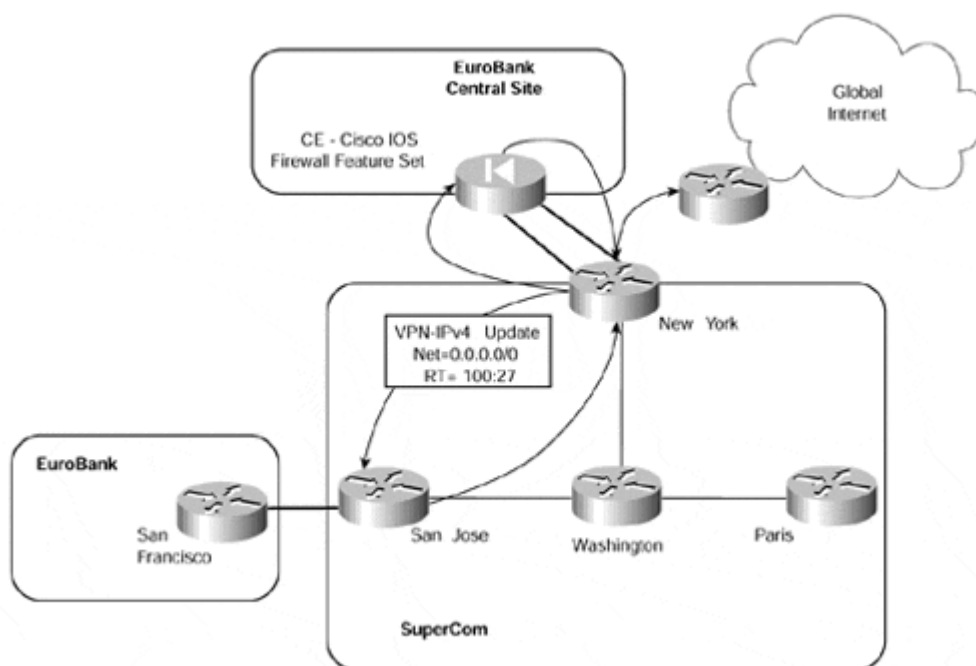 EuroBank
Central Site
CE - Cisco IOS
Firewall Feature Set
Global
Internet
New York
VPN-IPv4 Update
Net=0.0.0.0/0
RT= 100:27
EuroBank
San
Francisco
San Jose
Washington
Paris
SuperCom